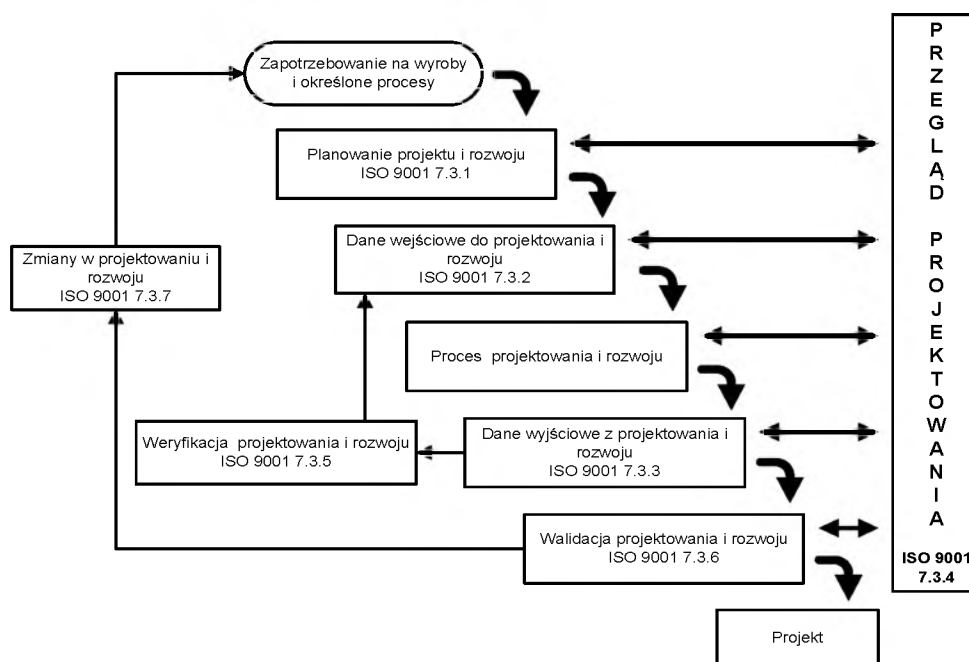 Zapotrzebowanie na wyroby
i określone procesy
Planowanie projektu i rozwoju
ISO 9001 7.3.1
Dane wejściowe do projektowania i
rozwoju
ISO 9001 7.3.2
Zmiany w projektowaniu i
rozwoju
ISO 9001 7.3.7
Proces projektowania i rozwoju
Weryfikacja projektowania i rozwoju
ISO 9001 7.3.5
Dane wyjściowe z projektowania i
rozwoju
ISO 9001 7.3.3
Walidacja projektowania i rozwoju
ISO 9001 7.3.6
Projekt
PRZEGLĄD PROJEKTOWANIA
ISO 9001
7.3.4